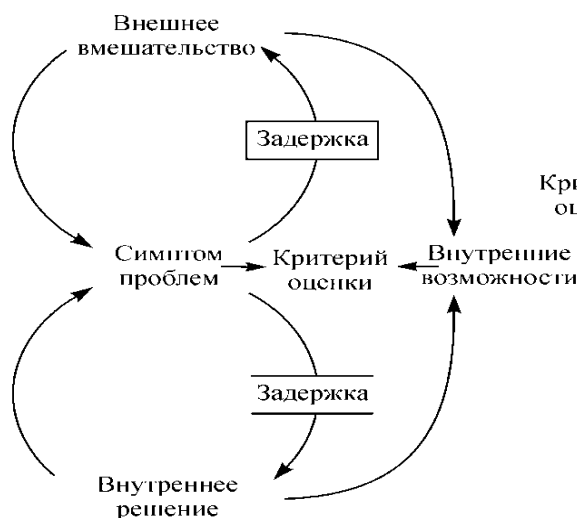 Внешнее
вмешательство
Задержка
Симптом
проблем
Критерий
оценки
Внутренние
возможности
Задержка
Внутреннее
решение